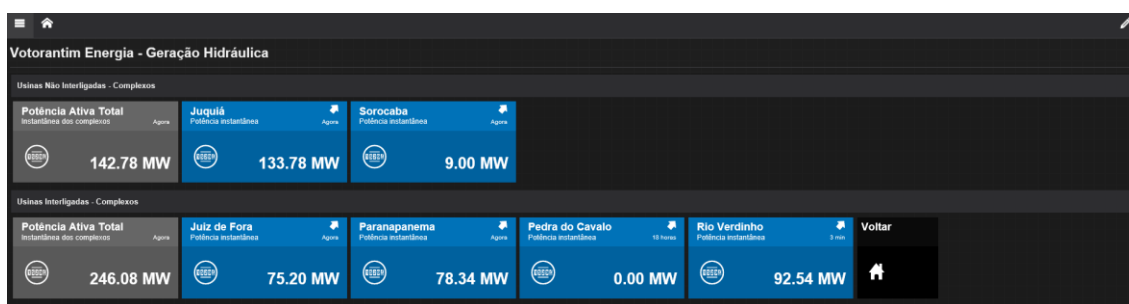 Votorantim Energia - Geração Hidráulica
Usinas Não Interligadas - Complexos
Potência Ativa Total
Instantânea dos complexos Agora
142.78 MW
Juquiá
Potência instantânea Agora
133.78 MW
Sorocaba
Potência instantânea Agora
9.00 MW
Usinas Interligadas - Complexos
Potência Ativa Total
Instantânea dos complexos Agora
246.08 MW
Juiz de Fora
Potência instantânea Agora
75.20 MW
Paranapanema
Potência instantânea Agora
78.34 MW
Pedra do Cavalo
Potência instantânea horas
0.00 MW
Rio Verdinho
Potência instantânea 3 min
92.54 MW
Voltar